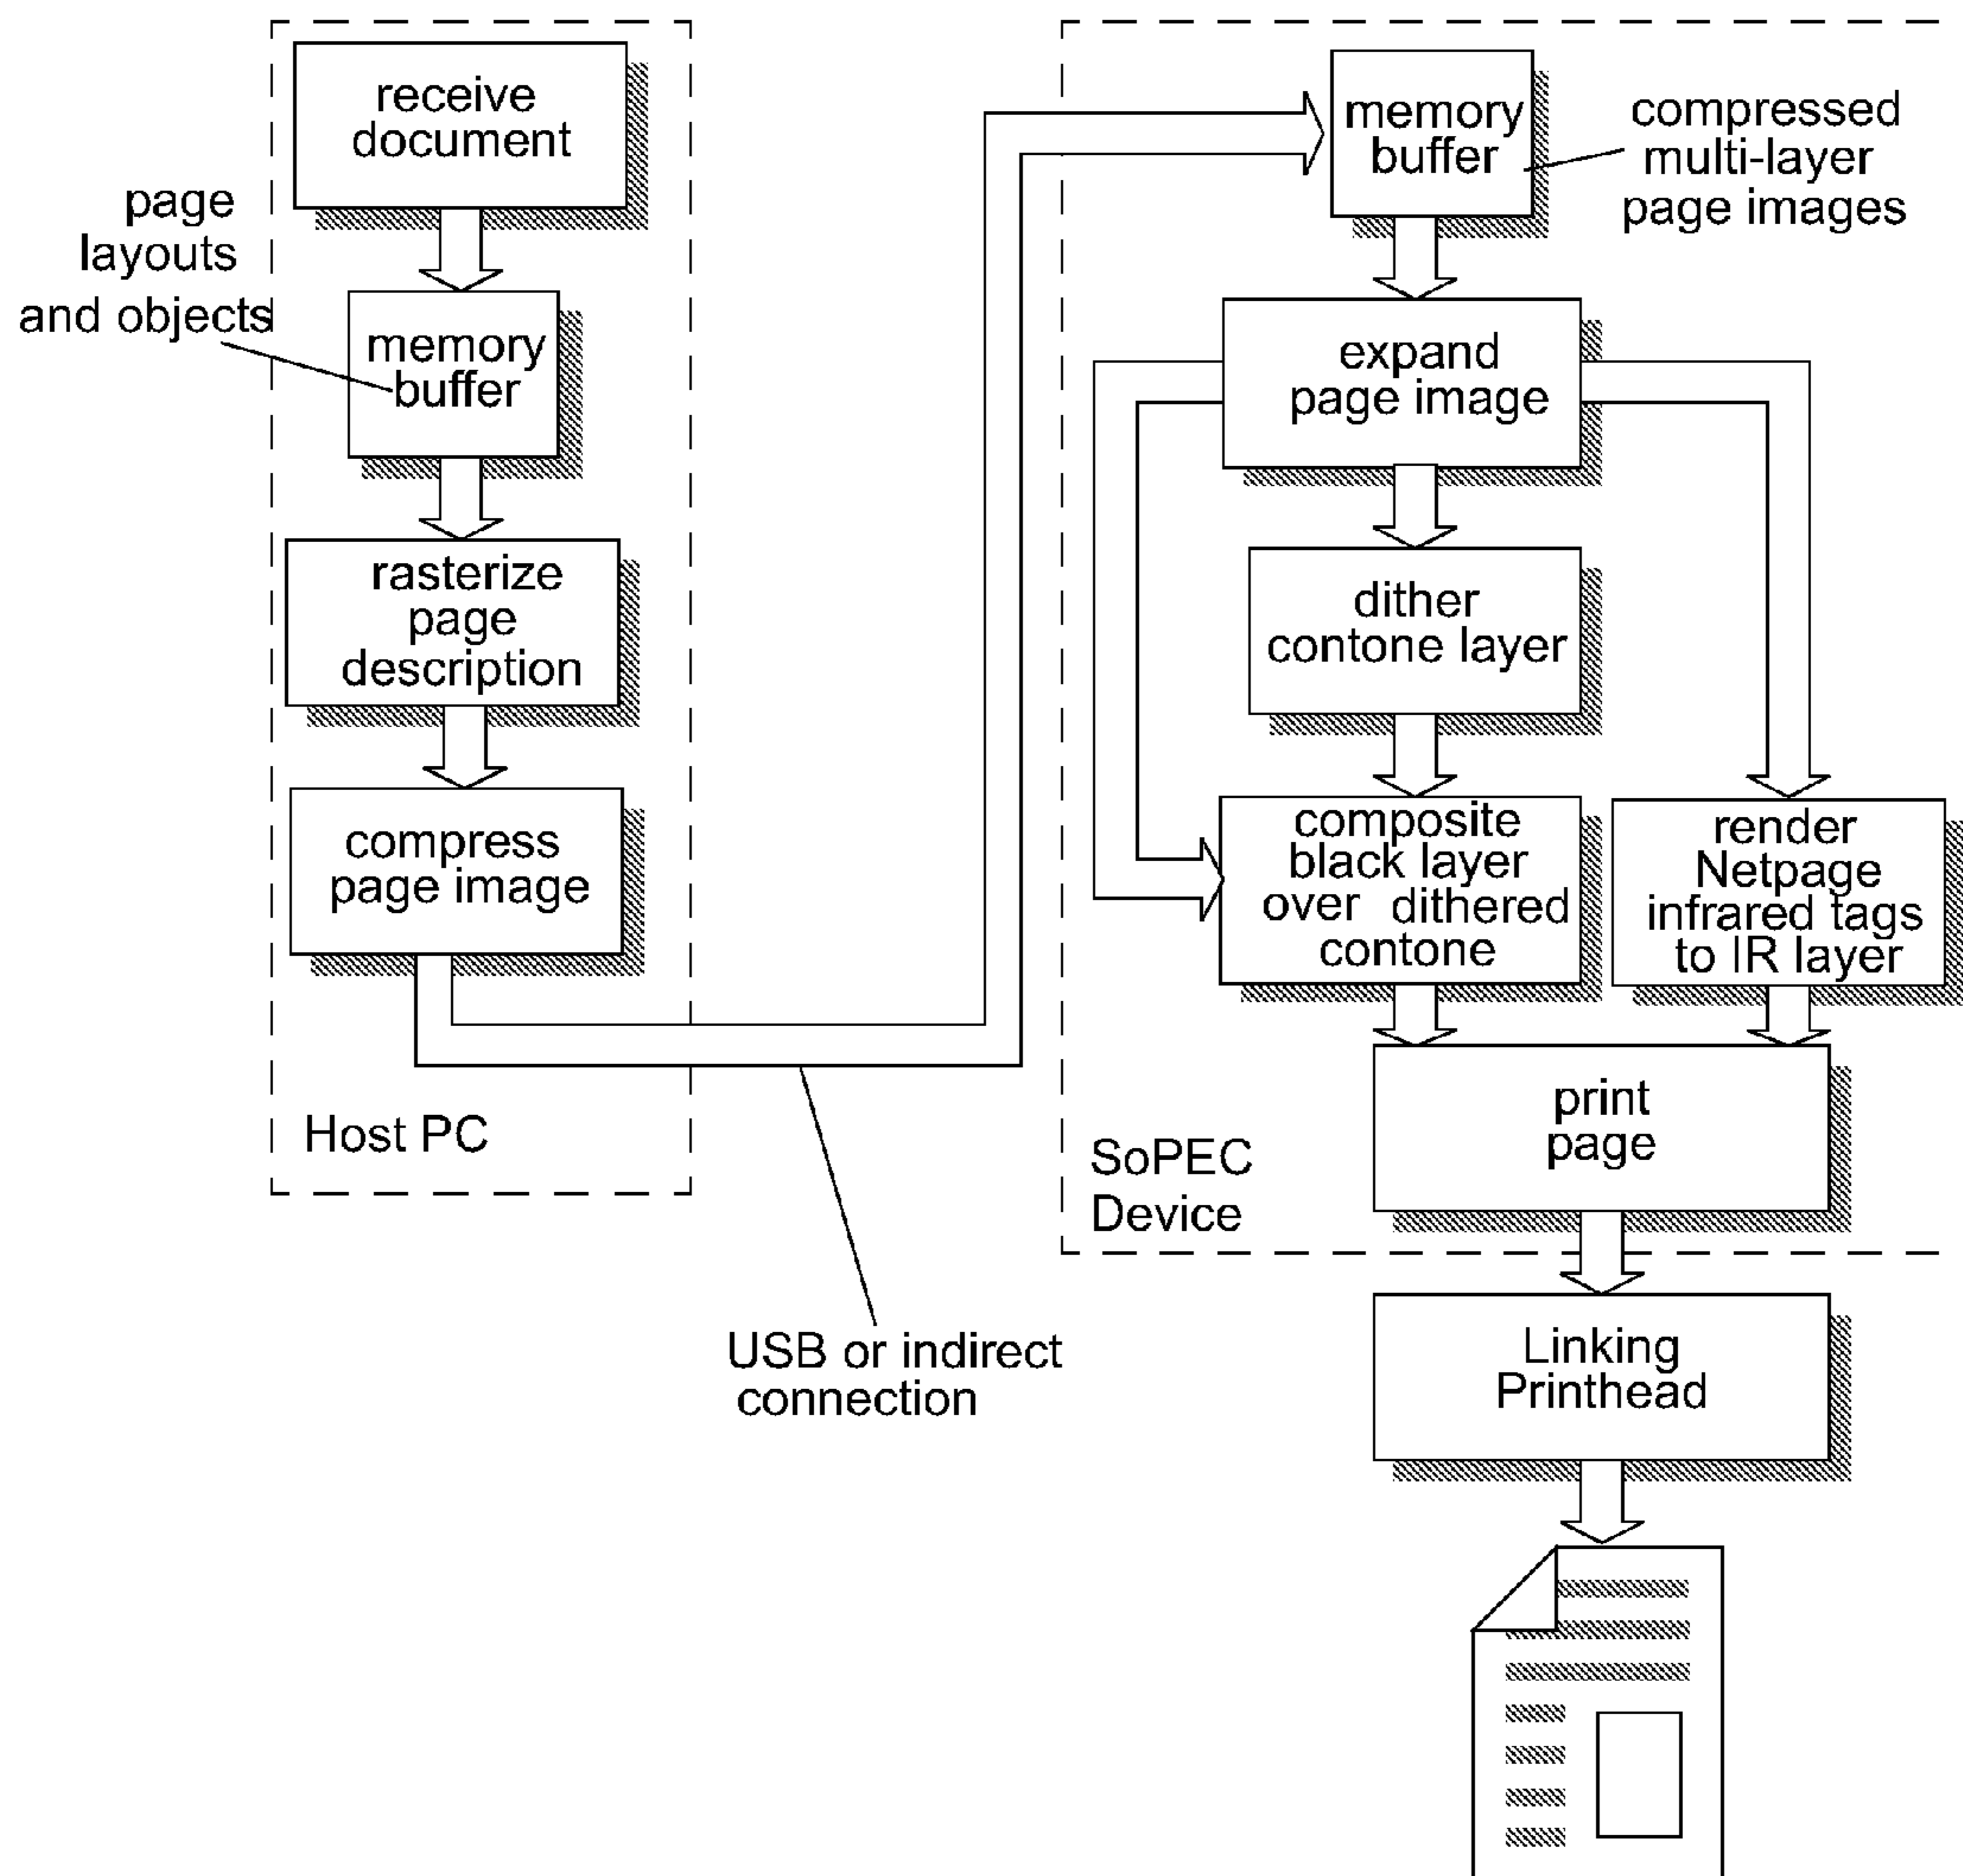 receive
document
page
layouts
and objects
memory
buffer
rasterize
page
description
compress
page image
Host PC
USB or indirect
connection
memory
buffer
compressed
multi-layer
page images
expand
page image
dither
contone layer
composite
black layer
over dithered
contone
render
Netpage
infrared tags
to IR layer
print
page
SoPEC
Device
Linking
Printhead